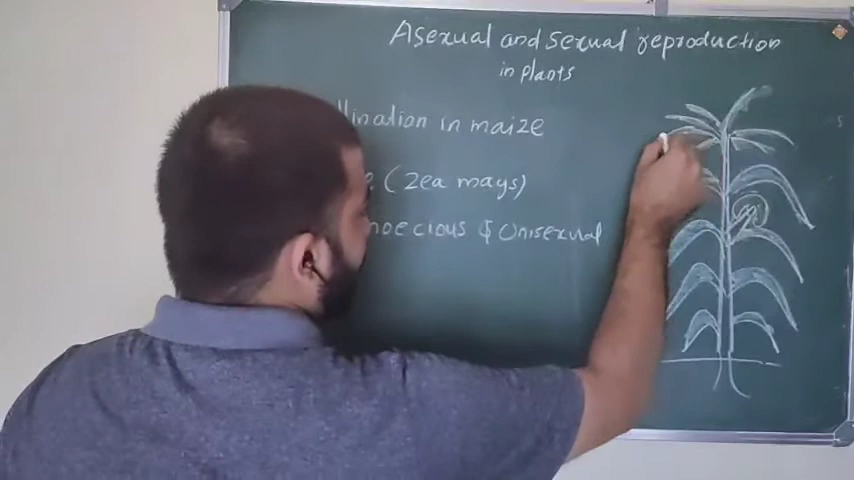 Asexual and sexual reproduction
in plants
llination in maize
(zea mays)
noecious & Unisexual